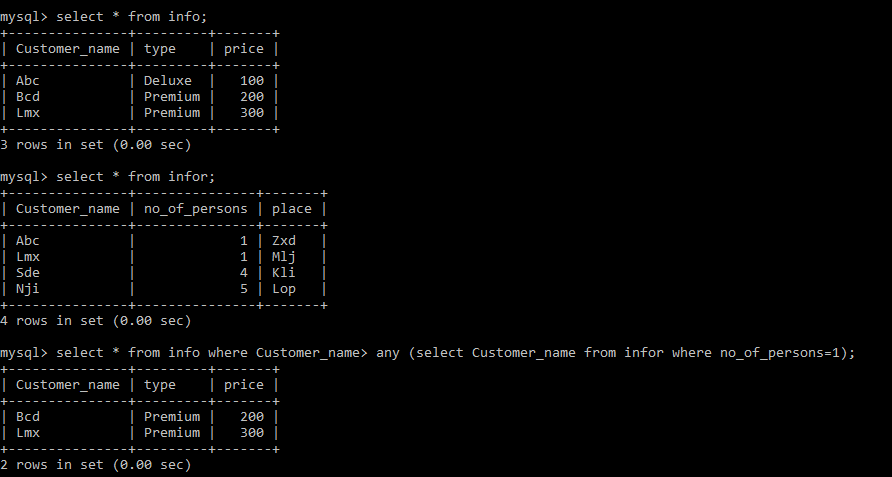 mysql> select * from info;
+---------------+---------+-------+
| Customer_name | type    | price |
+---------------+---------+-------+
| Abc           | Deluxe  |   100 |
| Bcd           | Premium |   200 |
| Lmx           | Premium |   300 |
+---------------+---------+-------+
3 rows in set (0.00 sec)

mysql> select * from infor;
+---------------+---------------+-------+
| Customer_name | no_of_persons | place |
+---------------+---------------+-------+
| Abc           |             1 | Zxd   |
| Lmx           |             1 | Mlj   |
| Sde           |             4 | Kli   |
| Nji           |             5 | Lop   |
+---------------+---------------+-------+
4 rows in set (0.00 sec)

mysql> select * from info where Customer_name> any (select Customer_name from infor where no_of_persons=1);
+---------------+---------+-------+
| Customer_name | type    | price |
+---------------+---------+-------+
| Bcd           | Premium |   200 |
| Lmx           | Premium |   300 |
+---------------+---------+-------+
2 rows in set (0.00 sec)